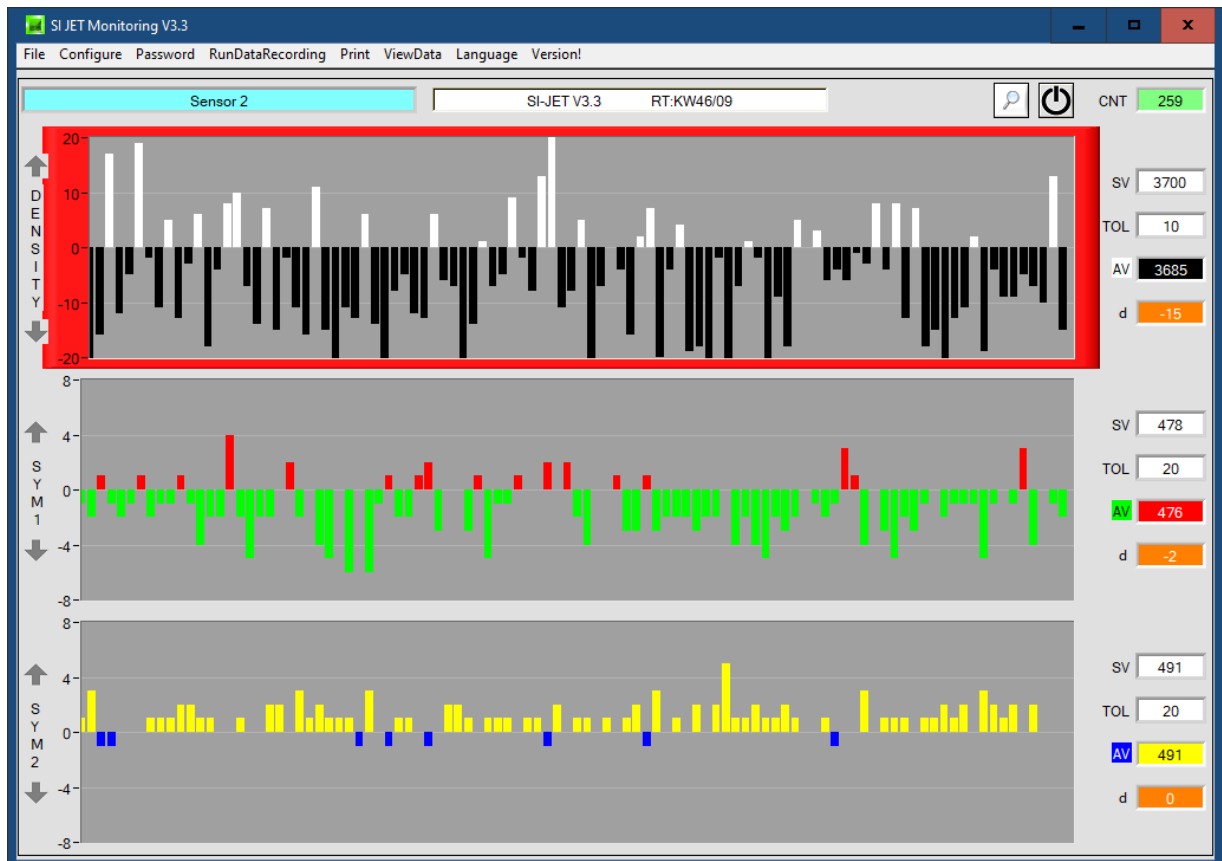 SI JET Monitoring V3.3
File Configure Password RunDataRecording Print ViewData Language Version!
Sensor 2 SI-JET V3.3 RT:KW46/09 CNT 259
DENSITY
20
10
0
-10
-20
SV 3700
TOL 10
AV 3685
d -15
SYM1
8
4
0
-4
-8
SV 478
TOL 20
AV 476
d -2
SYM2
8
4
0
-4
-8
SV 491
TOL 20
AV 491
d 0